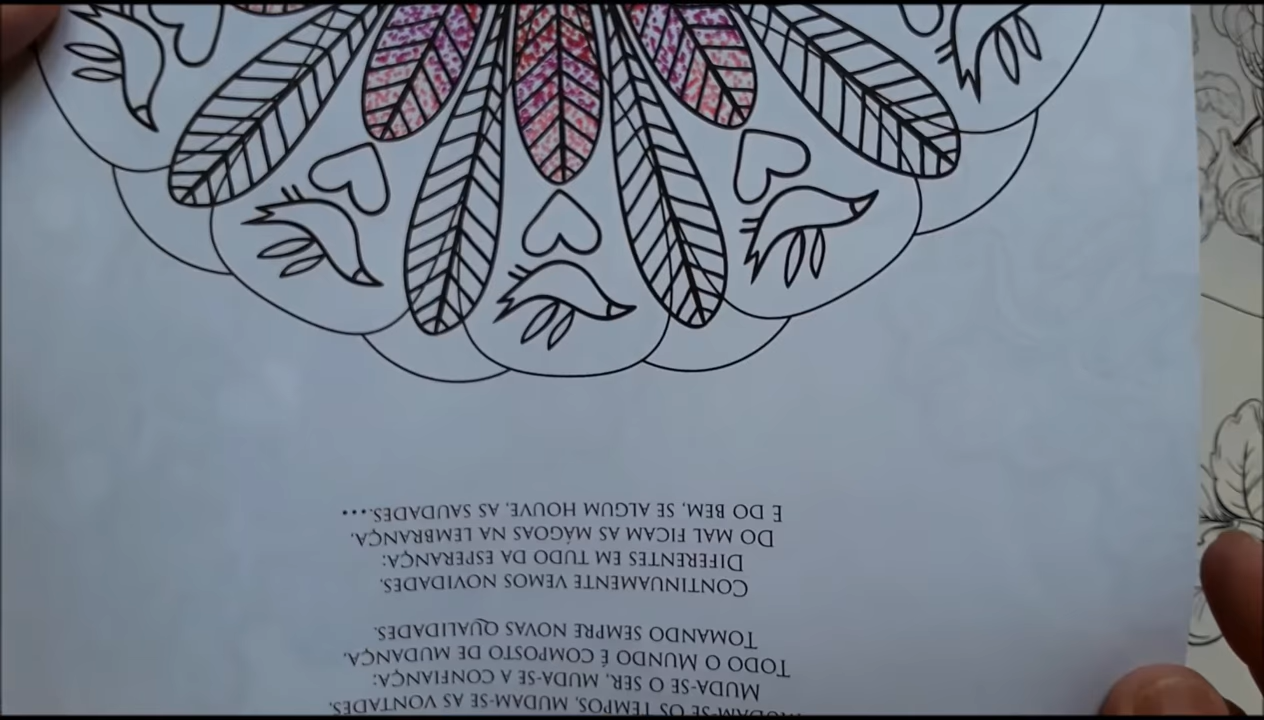 MUDAM-SE OS TEMPOS, MUDAM-SE AS VONTADES,
MUDA-SE O SER, MUDA-SE A CONFIANÇA:
TODO O MUNDO É COMPOSTO DE MUDANÇA,
TOMANDO SEMPRE NOVAS QUALIDADES.
CONTINUAMENTE VEMOS NOVIDADES,
DIFERENTES EM TUDO DA ESPERANÇA:
DO MAL FICAM AS MÁGOAS NA LEMBRANÇA,
E DO BEM, SE ALGUM HOUVE, AS SAUDADES....